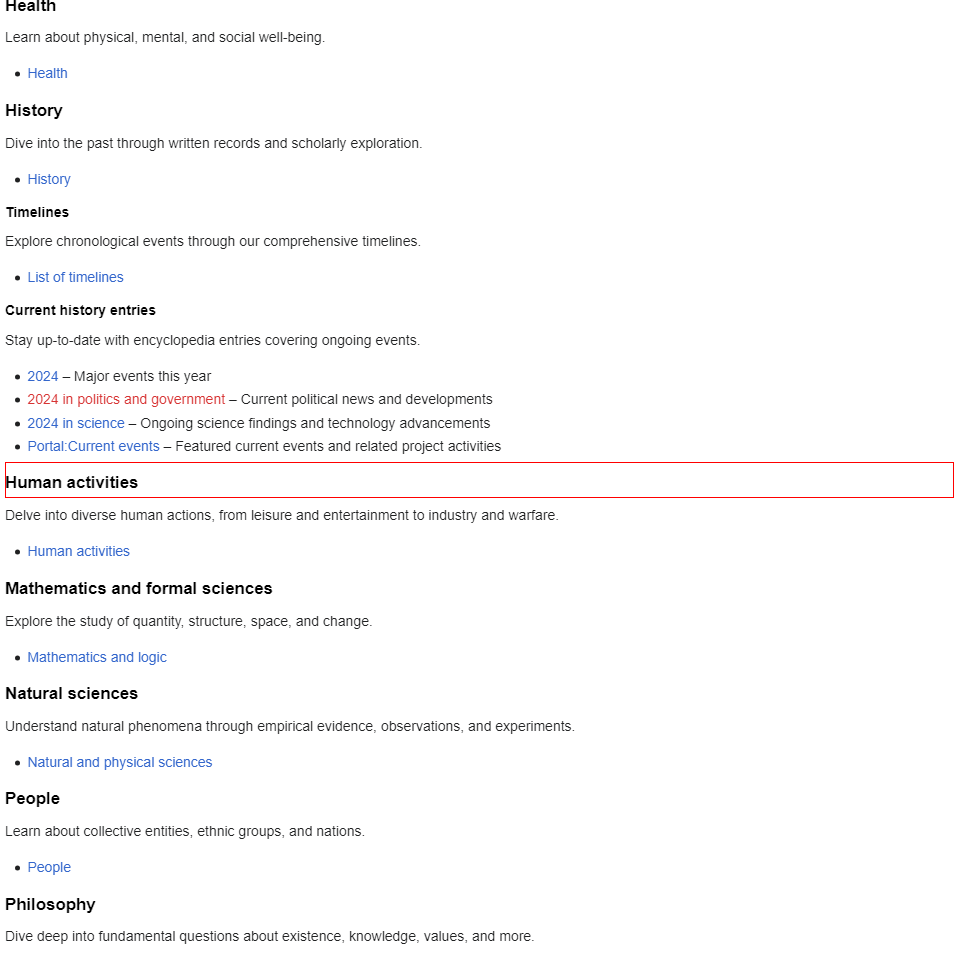 Health
Learn about physical, mental, and social well-being.
Health
History
Dive into the past through written records and scholarly exploration.
History
Timelines
Explore chronological events through our comprehensive timelines.
List of timelines
Current history entries
Stay up-to-date with encyclopedia entries covering ongoing events.
2024 – Major events this year
2024 in politics and government – Current political news and developments
2024 in science – Ongoing science findings and technology advancements
Portal:Current events – Featured current events and related project activities
Human activities
Delve into diverse human actions, from leisure and entertainment to industry and warfare.
Human activities
Mathematics and formal sciences
Explore the study of quantity, structure, space, and change.
Mathematics and logic
Natural sciences
Understand natural phenomena through empirical evidence, observations, and experiments.
Natural and physical sciences
People
Learn about collective entities, ethnic groups, and nations.
People
Philosophy
Dive deep into fundamental questions about existence, knowledge, values, and more.